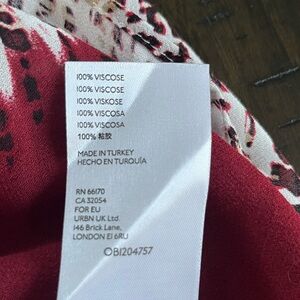 100% VISCOSE
100% VISCOSE
100% VISKOSE
100% VISCOSA
100% VISCOSA
100% 粘胶
MADE IN TURKEY
HECHO EN TURQUÍA
RN 66170
CA 32054
FOR EU
URBN UK Ltd.
146 Brick Lane,
LONDON E1 6RU
OB1204757